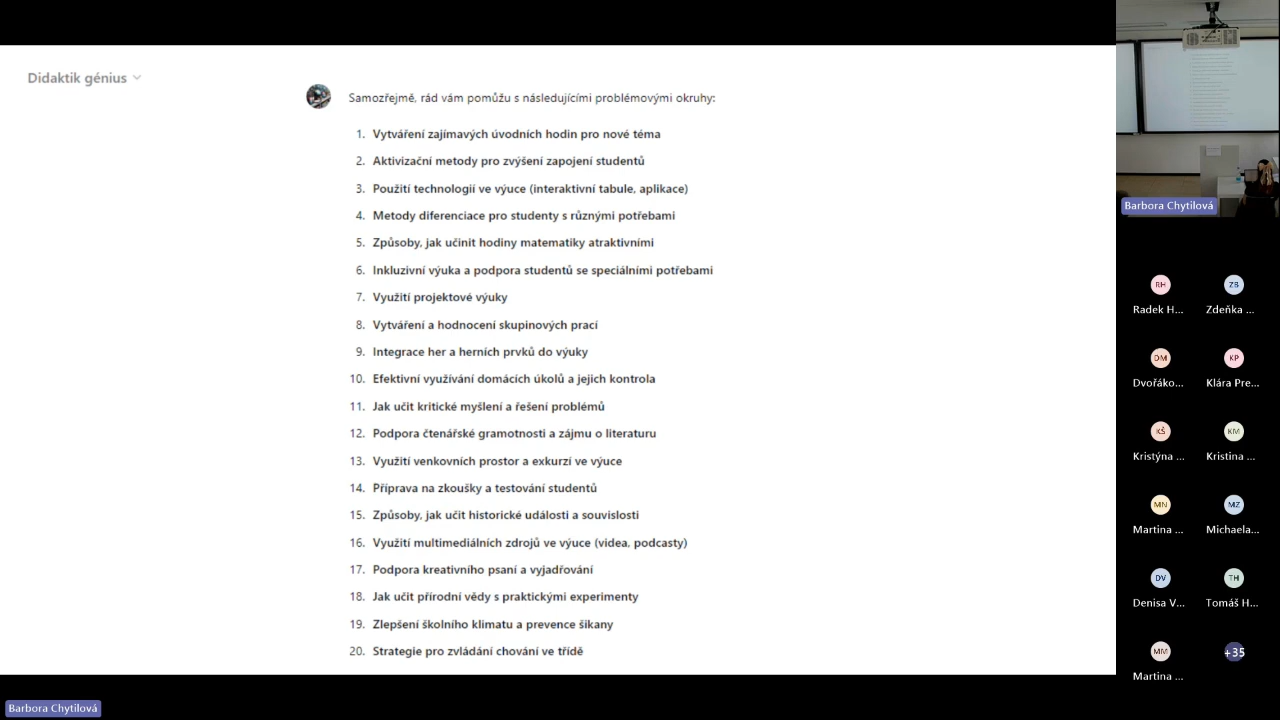 Didaktik génius
Samozřejmě, rád vám pomůžu s následujícími problémovými okruhy:
1. Vytváření zajímavých úvodních hodin pro nové téma
2. Aktivizační metody pro zvýšení zapojení studentů
3. Použití technologií ve výuce (interaktivní tabule, aplikace)
4. Metody diferenciace pro studenty s různými potřebami
5. Způsoby, jak učinit hodiny matematiky atraktivními
6. Inkluzivní výuka a podpora studentů se speciálními potřebami
7. Využití projektové výuky
8. Vytváření a hodnocení skupinových prací
9. Integrace her a herních prvků do výuky
10. Efektivní využívání domácích úkolů a jejich kontrola
11. Jak učit kritické myšlení a řešení problémů
12. Podpora čtenářské gramotnosti a zájmu o literaturu
13. Využití venkovních prostor a exkurzí ve výuce
14. Příprava na zkoušky a testování studentů
15. Způsoby, jak učit historické události a souvislosti
16. Využití multimediálních zdrojů ve výuce (videa, podcasty)
17. Podpora kreativního psaní a vyjadřování
18. Jak učit přírodní vědy s praktickými experimenty
19. Zlepšení školního klimatu a prevence šikany
20. Strategie pro zvládání chování ve třídě
Barbora Chytilová
Barbora Chytilová
RH ZB
Radek H... Zdeňka ...
DM KP
Dvořáko... Klára Pre...
KŠ KM
Kristýna ... Kristina ...
MN MZ
Martina ... Michaela...
DV TH
Denisa V... Tomáš H...
MM +35
Martina ...